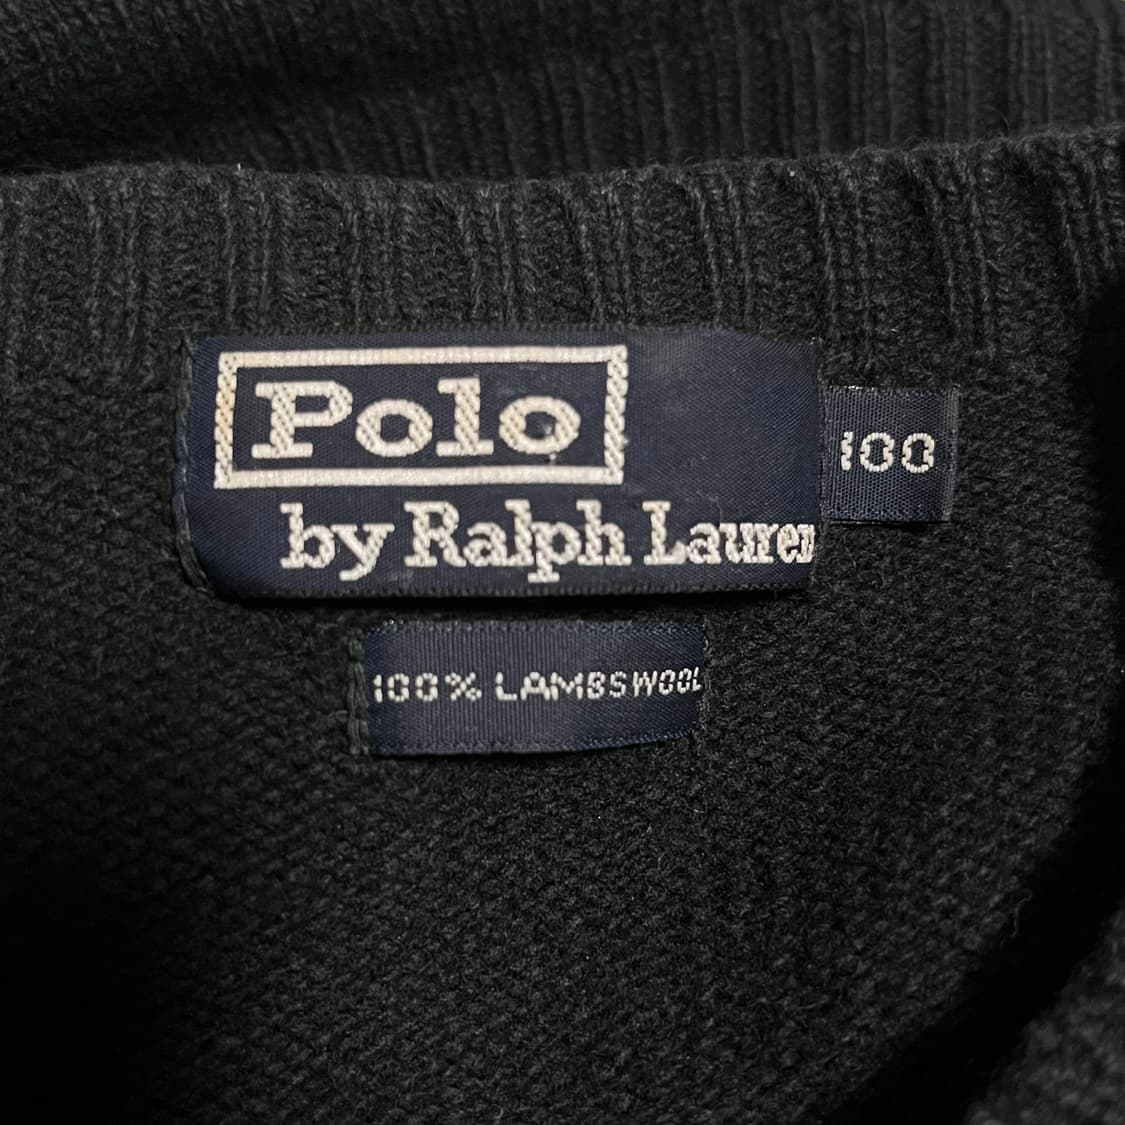 Polo
by Ralph Lauren
100
100% LAMBSWOOL